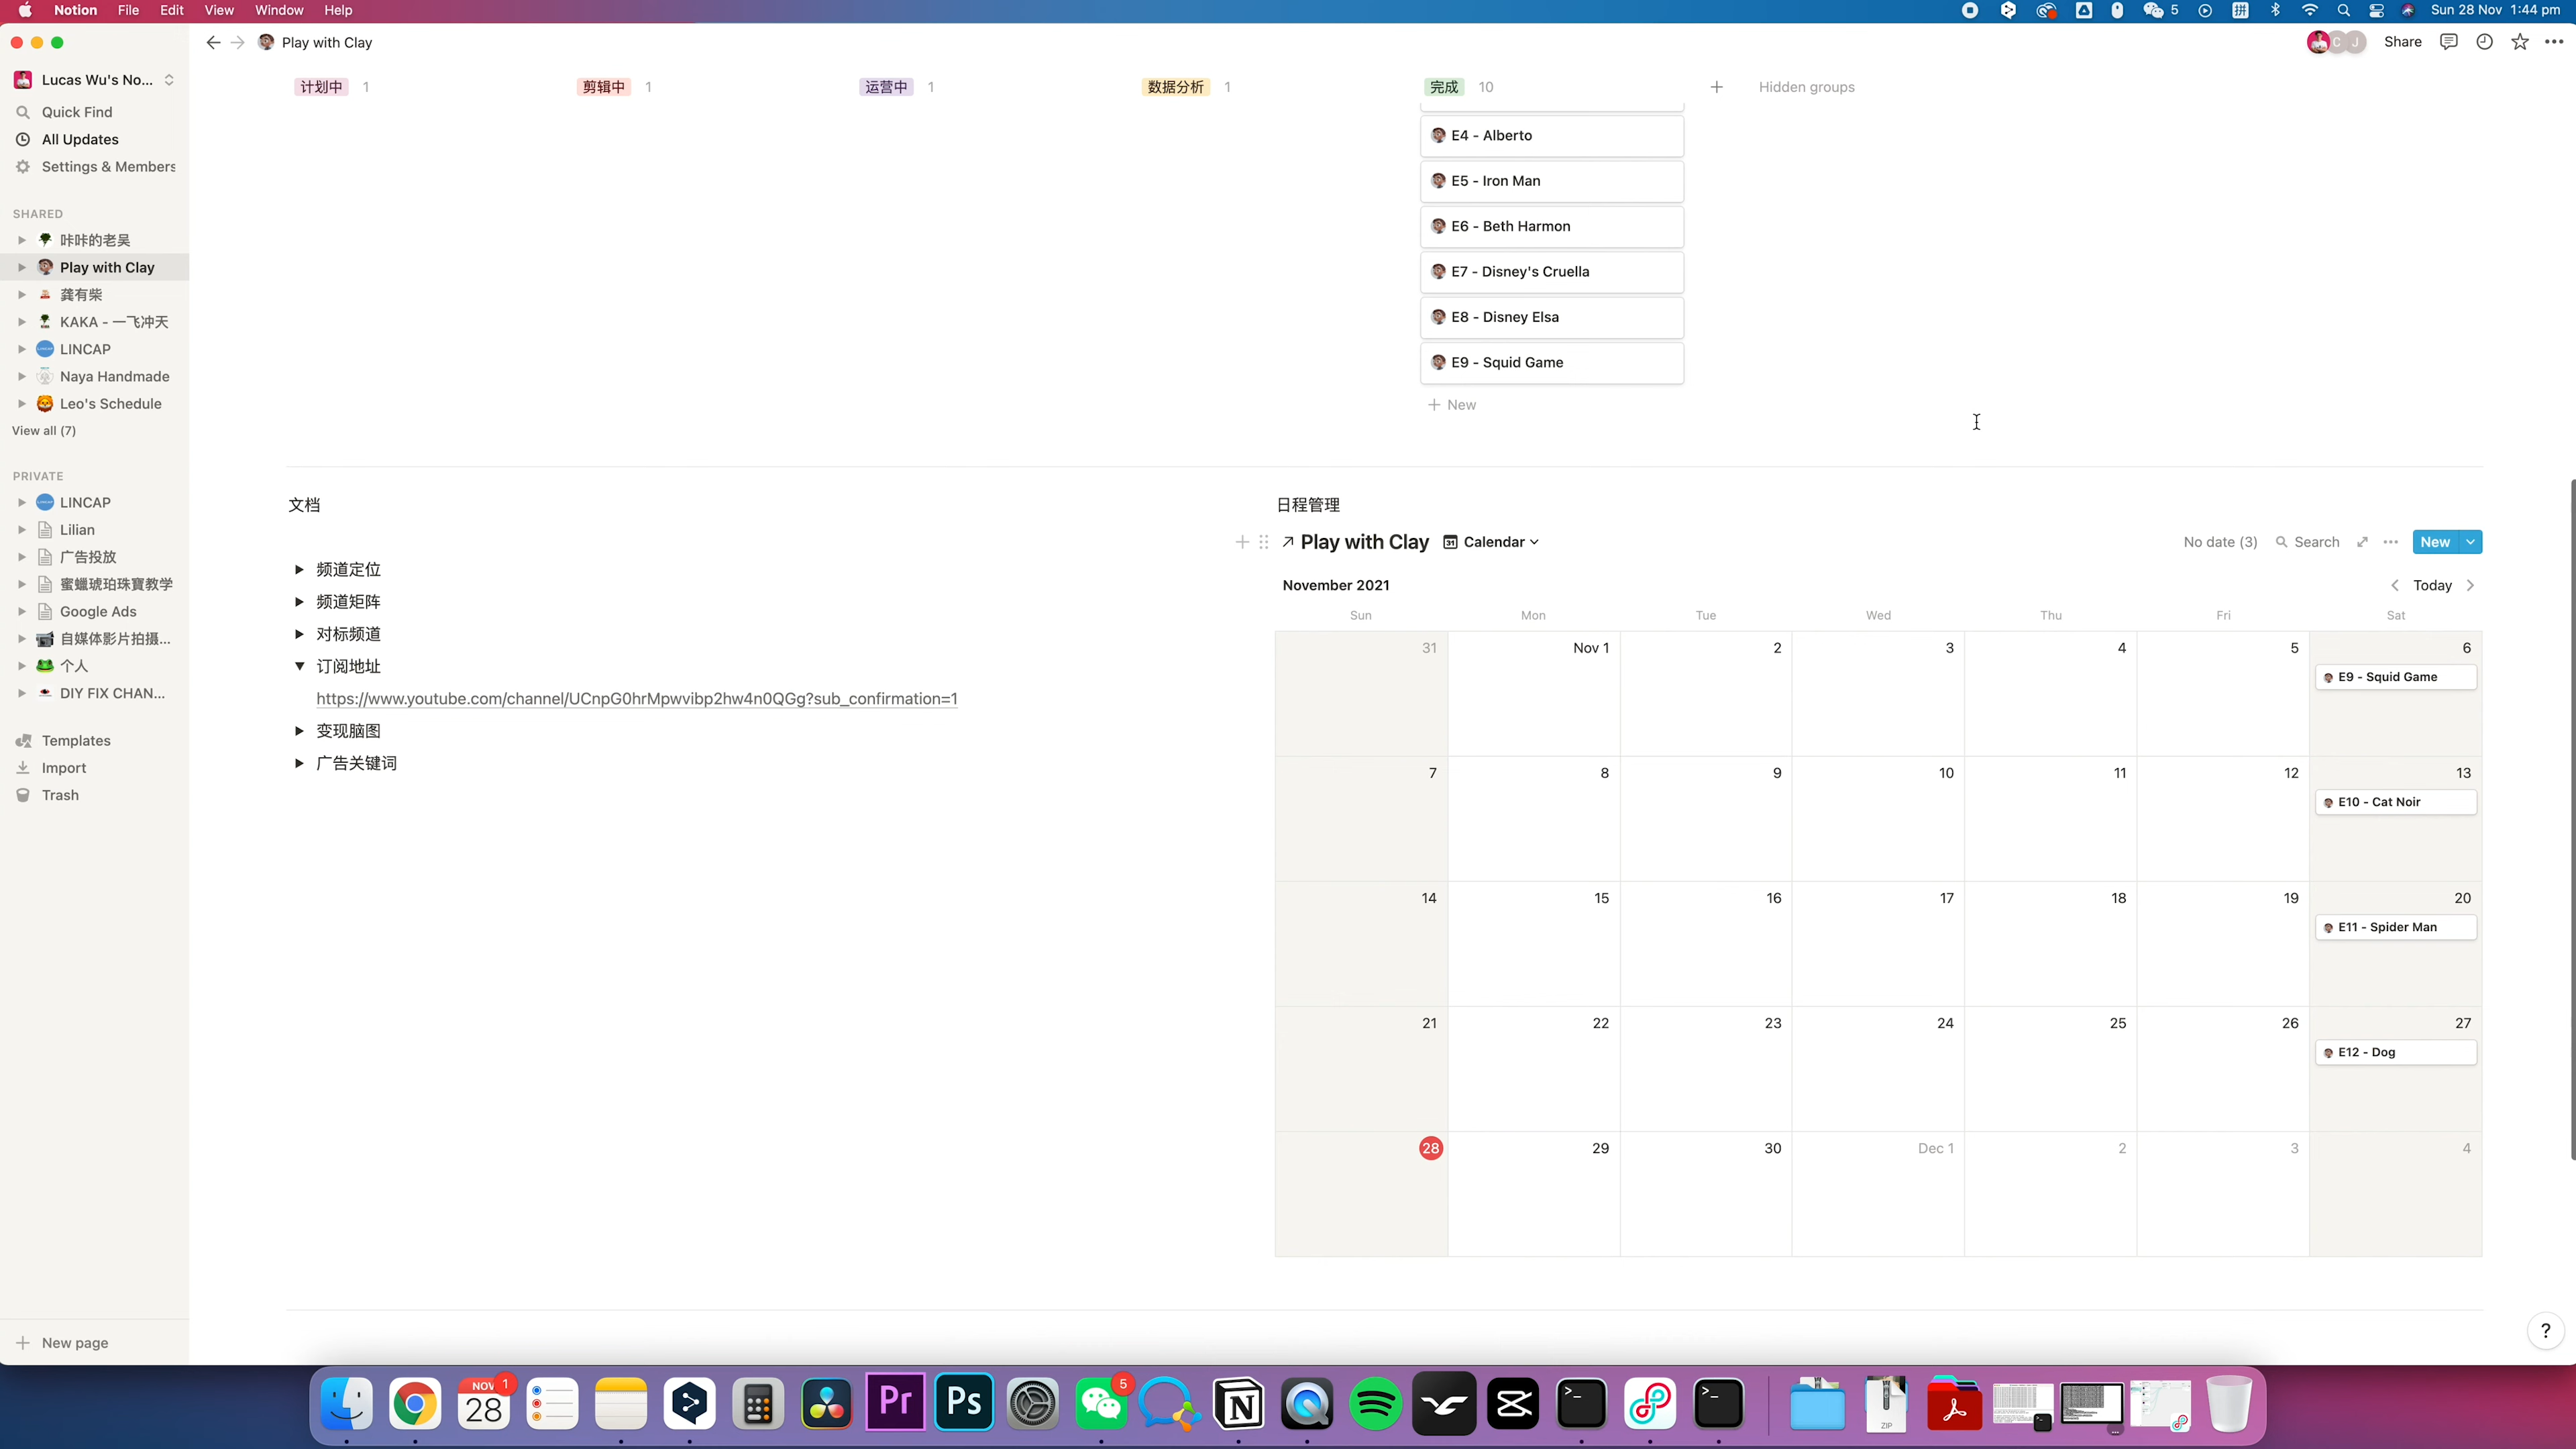 Notion File Edit View Window Help
5
Sun 28 Nov 1:44 pm
Play with Clay
C J Share
Lucas Wu's No...
Quick Find
All Updates
Settings & Members
SHARED
咔咔的老吴
Play with Clay
龚有柴
KAKA - 一飞冲天
LINCAP
Naya Handmade
Leo's Schedule
View all (7)
PRIVATE
LINCAP
Lilian
广告投放
蜜蠟琥珀珠寶教学
Google Ads
自媒体影片拍摄...
个人
DIY FIX CHAN...
Templates
Import
Trash
New page
计划中 1
剪辑中 1
运营中 1
数据分析 1
完成 10
Hidden groups
E4 - Alberto
E5 - Iron Man
E6 - Beth Harmon
E7 - Disney's Cruella
E8 - Disney Elsa
E9 - Squid Game
New
文档
频道定位
频道矩阵
对标频道
订阅地址
https://www.youtube.com/channel/UCnpG0hrMpwvibp2hw4n0QGg?sub_confirmation=1
变现脑图
广告关键词
日程管理
Play with Clay 31 Calendar
No date (3) Search New
November 2021
Today
Sun Mon Tue Wed Thu Fri Sat
31 Nov 1 2 3 4 5 6
E9 - Squid Game
7 8 9 10 11 12 13
E10 - Cat Noir
14 15 16 17 18 19 20
E11 - Spider Man
21 22 23 24 25 26 27
E12 - Dog
28 29 30 Dec 1 2 3 4
?
NOV 1
28
Pr
Ps
5
N
>_
>_
ZIP